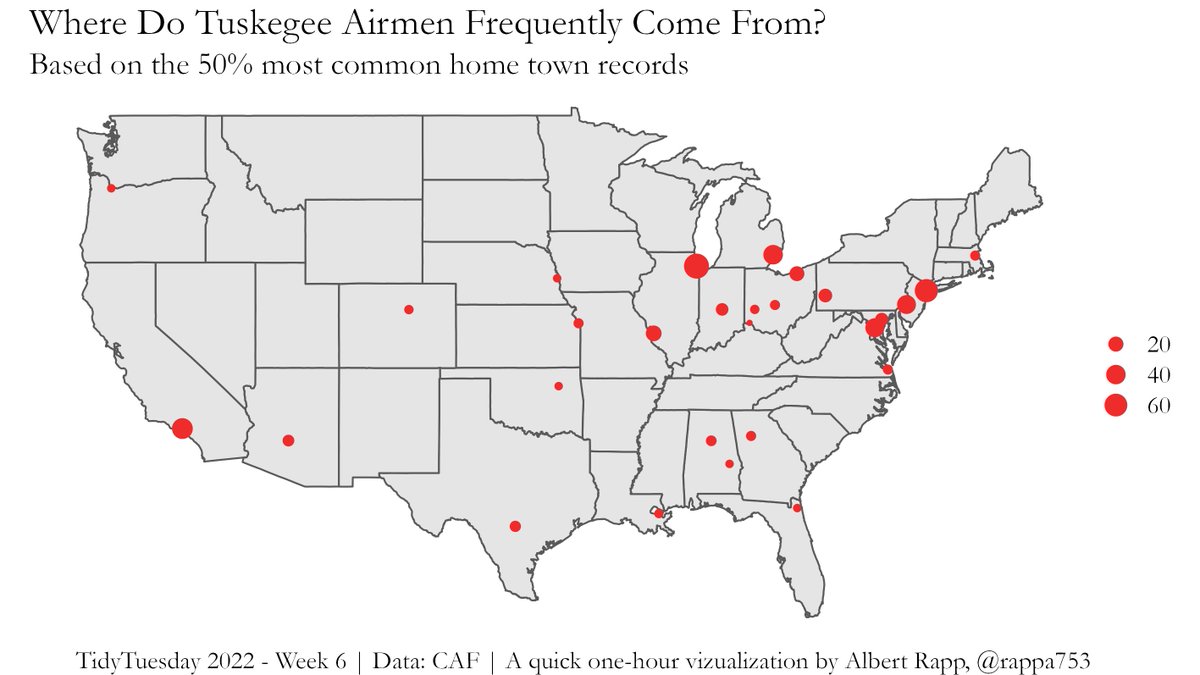 Where Do Tuskegee Airmen Frequently Come From?
Based on the 50% most common home town records
20
40
60
TidyTuesday 2022 - Week 6 | Data: CAF | A quick one-hour vizualization by Albert Rapp, @rappa753